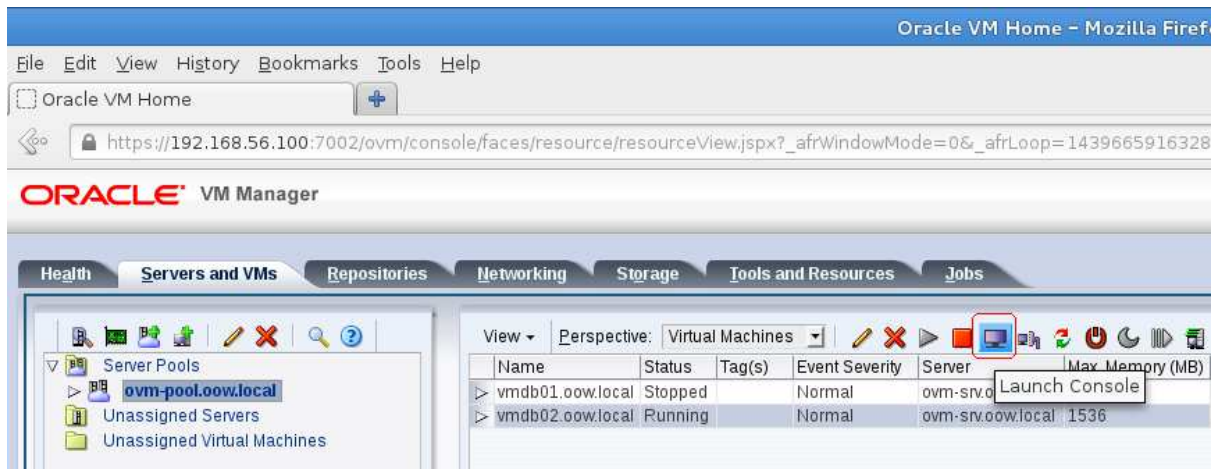 Oracle VM Home - Mozilla Firef
File Edit View History Bookmarks Tools Help
Oracle VM Home
https://192.168.56.100:7002/ovm/console/faces/resource/resourceView.jspx?_afrWindowMode=0&_afrLoop=1439665916328
ORACLE VM Manager
Health Servers and VMs Repositories Networking Storage Tools and Resources Jobs
View Perspective: Virtual Machines
Server Pools
ovm-pool.oow.local
Unassigned Servers
Unassigned Virtual Machines
Name Status Tag(s) Event Severity Server Max. Memory (MB)
vmdb01.oow.local Stopped Normal ovm-srv.o
Launch Console
vmdb02.oow.local Running Normal ovm-srv.oow.local 1536